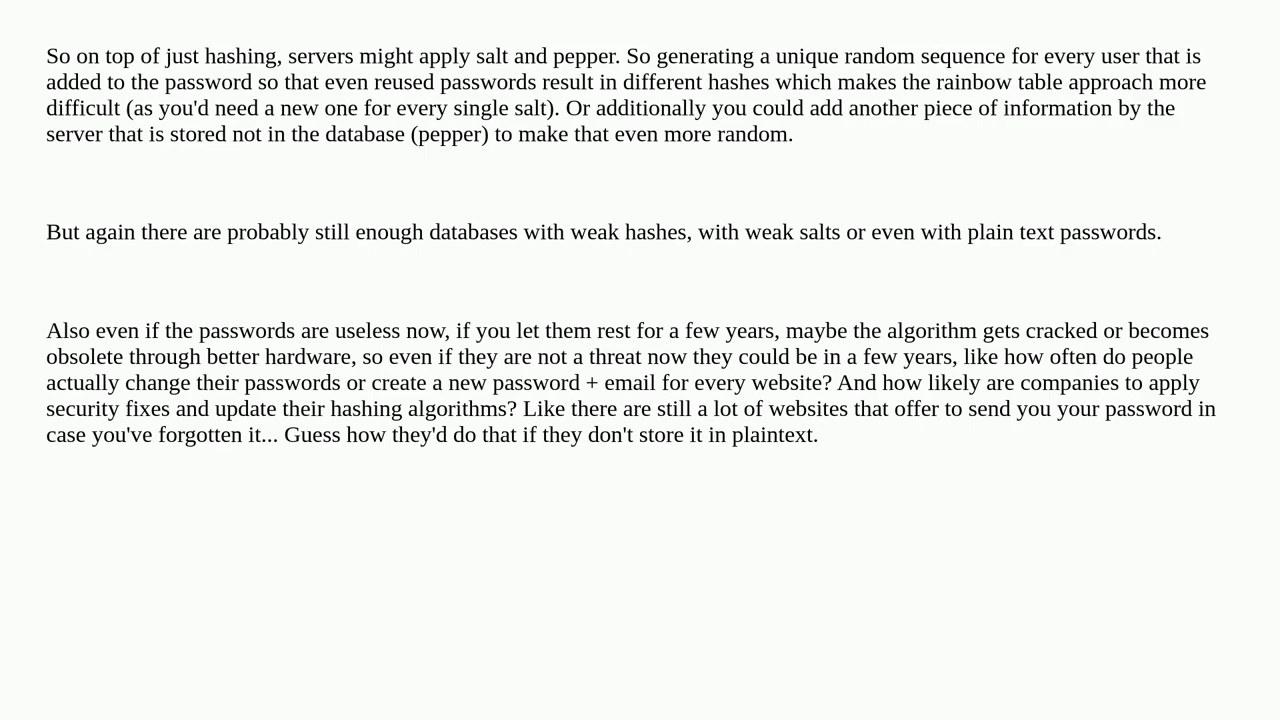 So on top of just hashing, servers might apply salt and pepper. So generating a unique random sequence for every user that is
added to the password so that even reused passwords result in different hashes which makes the rainbow table approach more
difficult (as you'd need a new one for every single salt). Or additionally you could add another piece of information by the
server that is stored not in the database (pepper) to make that even more random.
But again there are probably still enough databases with weak hashes, with weak salts or even with plain text passwords.
Also even if the passwords are useless now, if you let them rest for a few years, maybe the algorithm gets cracked or becomes
obsolete through better hardware, so even if they are not a threat now they could be in a few years, like how often do people
actually change their passwords or create a new password + email for every website? And how likely are companies to apply
security fixes and update their hashing algorithms? Like there are still a lot of websites that offer to send you your password in
case you've forgotten it... Guess how they'd do that if they don't store it in plaintext.